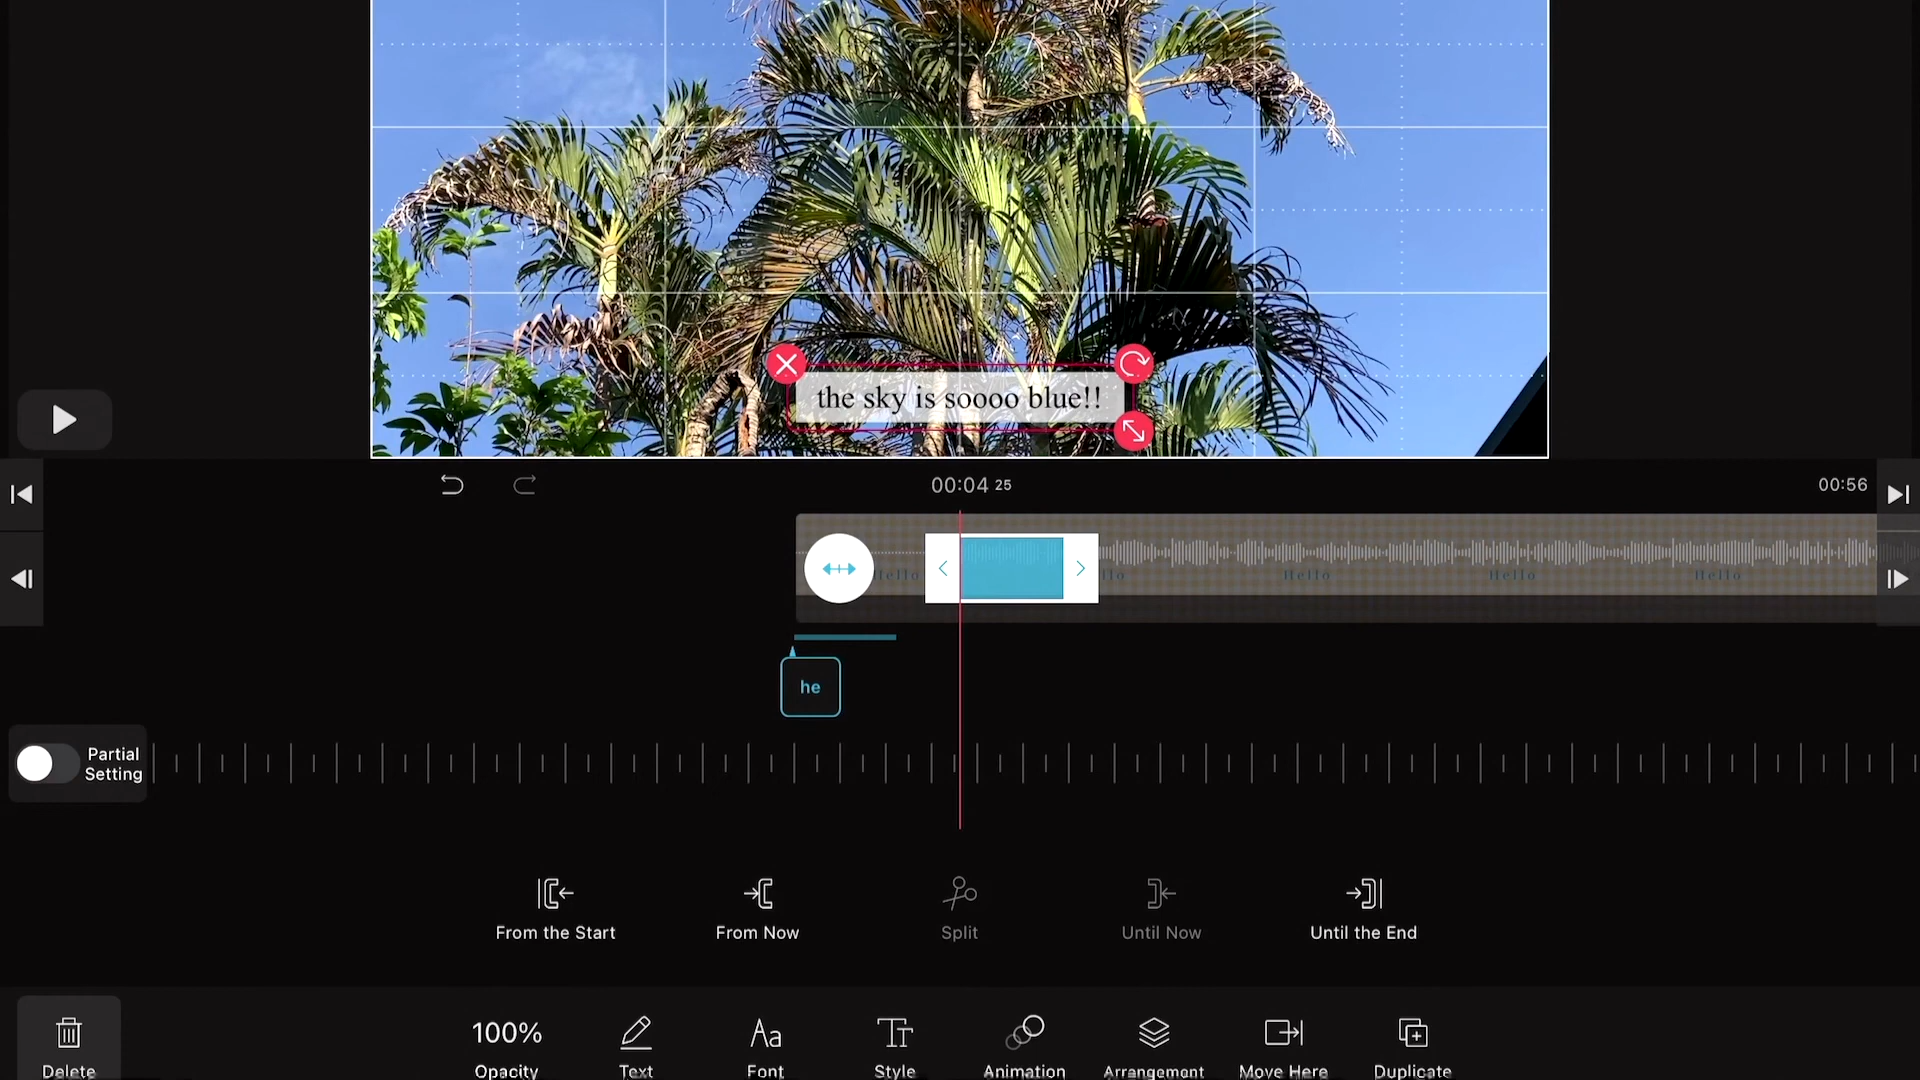 the sky is soooo blue!!
00:04 25
00:56
Hello
Hello
Hello
Hello
llo
he
Partial
Setting
From the Start
From Now
Split
Until Now
Until the End
100%
Aa
Tr
Delete
Opacity
Text
Font
Style
Animation
Arrangement
Move Here
Duplicate